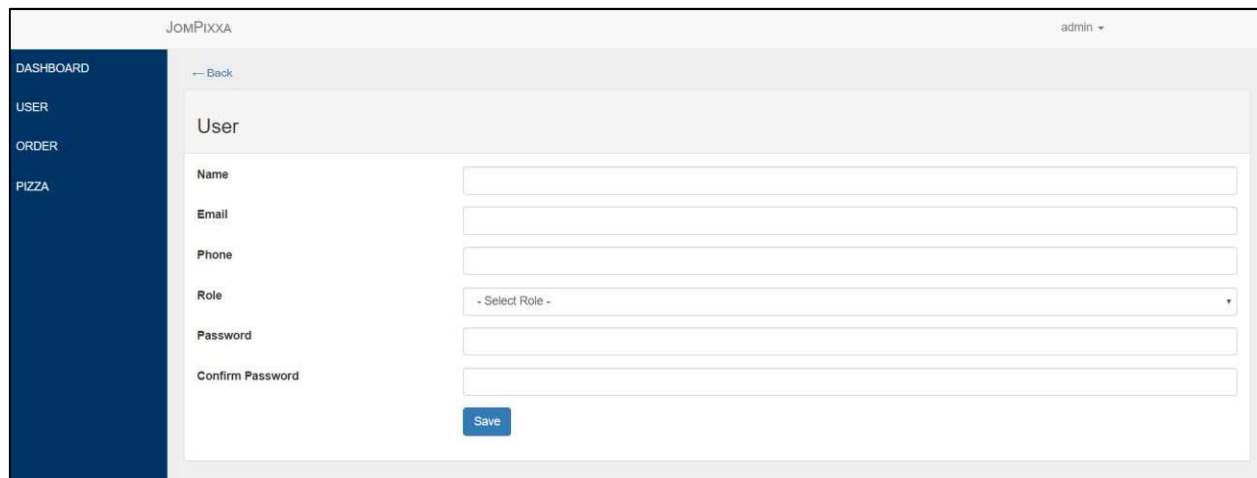 JOMPIXXA
admin
DASHBOARD
USER
ORDER
PIZZA
← Back
User
Name
Email
Phone
Role
- Select Role -
Password
Confirm Password
Save